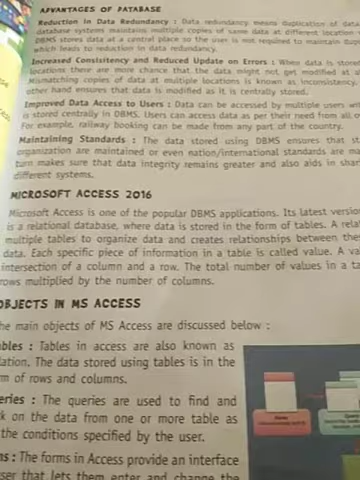 ADVANTAGES OF DATABASE
Reduction in Data Redundancy : Data redundancy means duplication of data
database systems maintains multiple copies of same data at different location
DBMS stores data at a central place so the user is not required to maintain dup
which leads to reduction in data redundancy.
Increased Consistency and Reduced Update on Errors : When data is stored
locations there are more chance that the data might not get modified at al
Mismatching copies of data at multiple locations is known as inconsistency.
other hand ensures that data is modified as it is centrally stored.
Improved Data Access to Users : Data can be accessed by multiple users wh
is stored centrally in DBMS. Users can access data as per their need from all o
For example, railway booking can be made from any part of the country.
Maintaining Standards : The data stored using DBMS ensures that st
organization are maintained or even nation/international standards are ma
turn makes sure that data integrity remains greater and also aids in shar
different systems.
MICROSOFT ACCESS 2016
Microsoft Access is one of the popular DBMS applications. Its latest versio
is a relational database, where data is stored in the form of tables. A rela
multiple tables to organize data and creates relationships between the
data. Each specific piece of information in a table is called value. A va
intersection of a column and a row. The total number of values in a ta
rows multiplied by the number of columns.
OBJECTS IN MS ACCESS
he main objects of MS Access are discussed below :
bles : Tables in access are also known as
lation. The data stored using tables is in the
rm of rows and columns.
eries : The queries are used to find and
k on the data from one or more table as
the conditions specified by the user.
ms : The forms in Access provide an interface
ser that lets them enter and change the